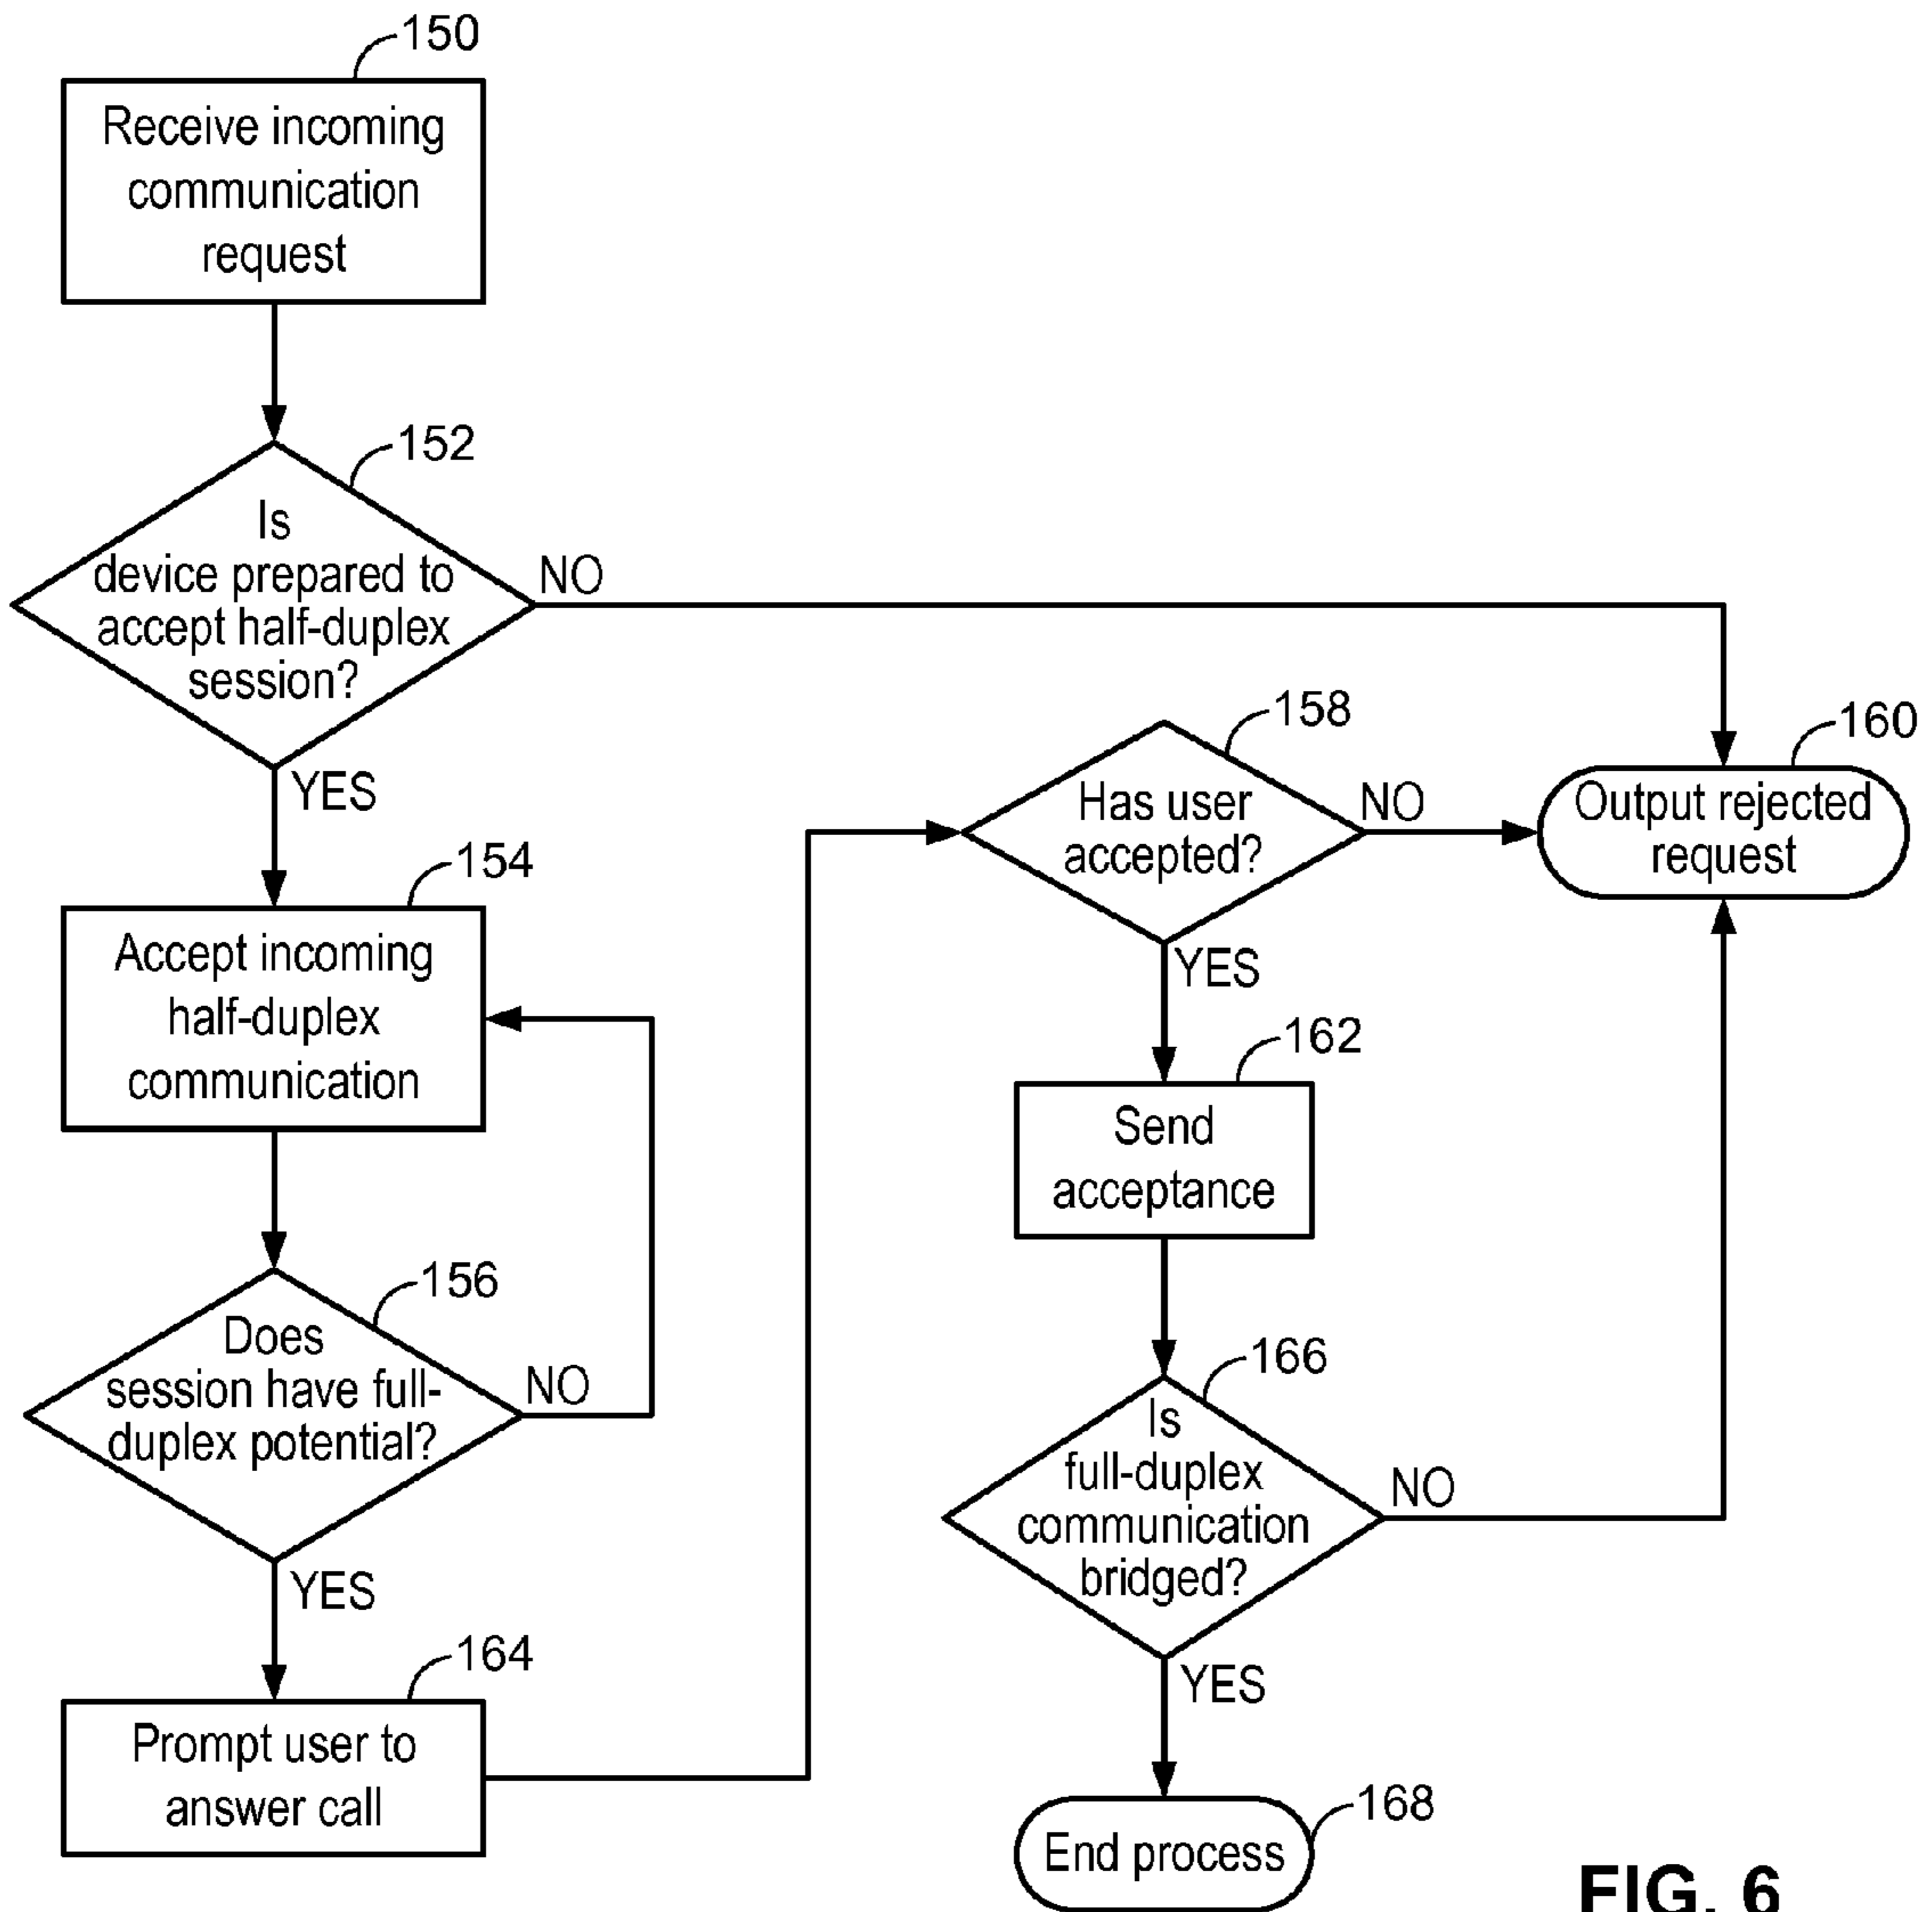 150
Receive incoming
communication
request
152
Is
device prepared to
accept half-duplex
session?
NO
YES
154
Accept incoming
half-duplex
communication
156
Does
session have full-
duplex potential?
NO
YES
164
Prompt user to
answer call
158
Has user
accepted?
NO
YES
160
Output rejected
request
162
Send
acceptance
166
Is
full-duplex
communication
bridged?
NO
YES
168
End process
FIG. 6